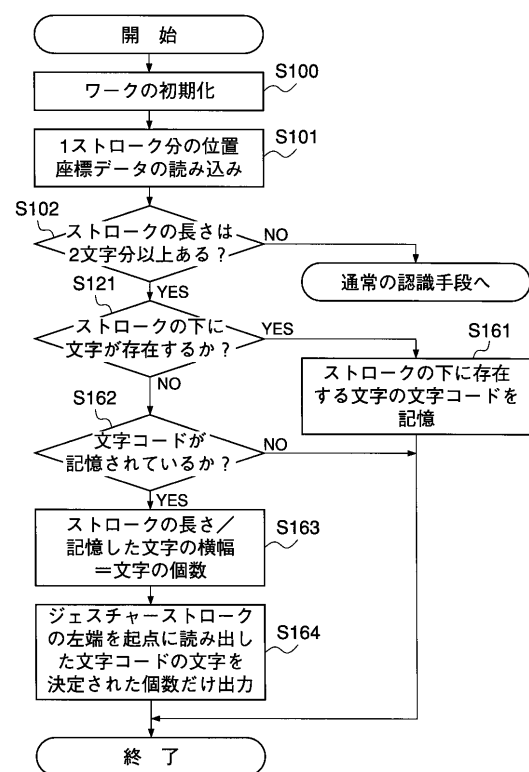 開　始
S100
ワークの初期化
S101
1ストローク分の位置
座標データの読み込み
S102
ストロークの長さは
2文字分以上ある？
NO
YES
通常の認識手段へ
S121
ストロークの下に
文字が存在するか？
YES
NO
S161
ストロークの下に存在
する文字の文字コードを
記憶
S162
文字コードが
記憶されているか？
NO
YES
S163
ストロークの長さ／
記憶した文字の横幅
＝文字の個数
S164
ジェスチャーストローク
の左端を起点に読み出し
た文字コードの文字を
決定された個数だけ出力
終　了